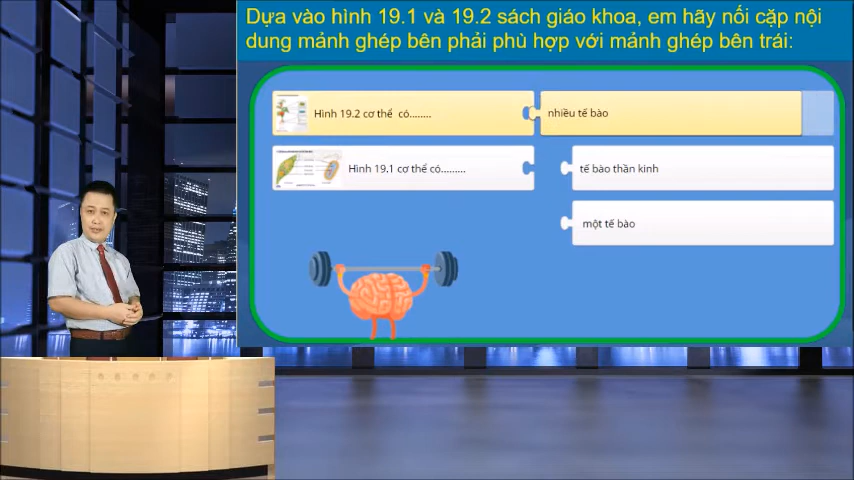 Dựa vào hình 19.1 và 19.2 sách giáo khoa, em hãy nối cặp nội
dung mảnh ghép bên phải phù hợp với mảnh ghép bên trái:
Hình 19.2 cơ thể có........
nhiều tế bào
Hình 19.1 cơ thể có.........
tế bào thần kinh
một tế bào